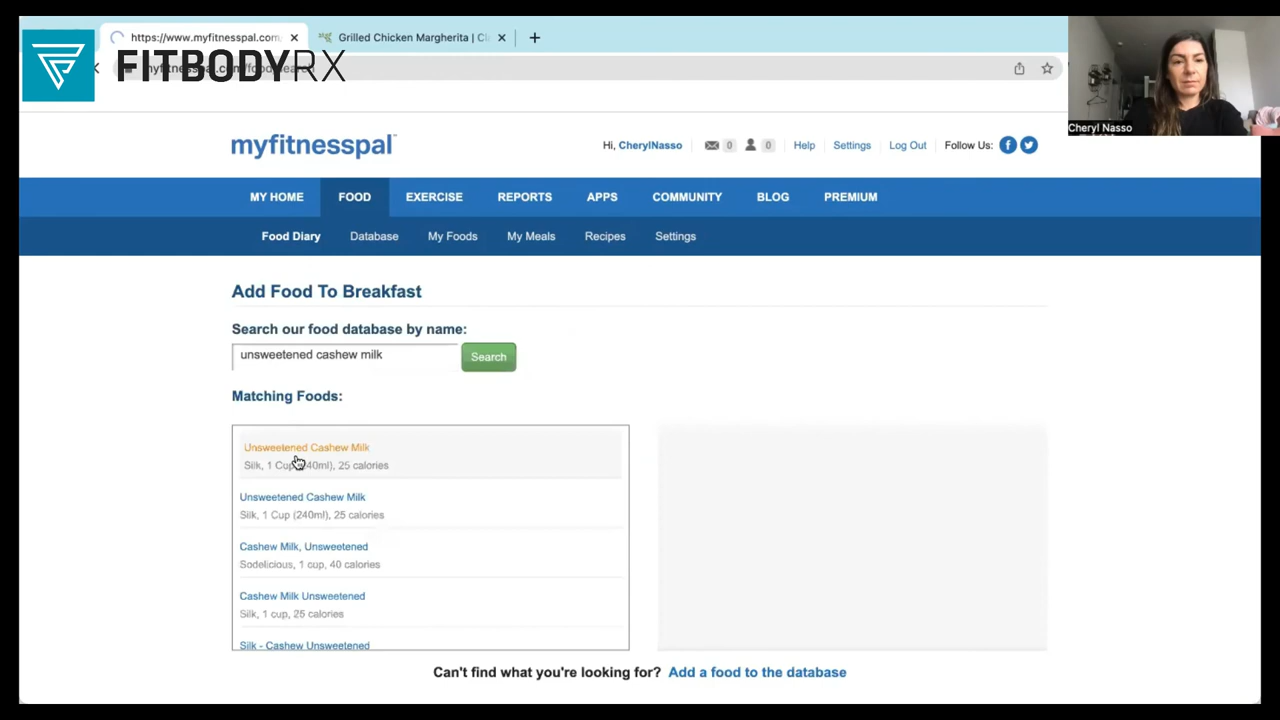 https://www.myfitnesspal.com/
Grilled Chicken Margherita | Cl
FITBODYRX
myfitnesspal.com/food/search
Cheryl Nasso
myfitnesspal
Hi, CherylNasso 0 0 Help Settings Log Out Follow Us:
MY HOME FOOD EXERCISE REPORTS APPS COMMUNITY BLOG PREMIUM
Food Diary Database My Foods My Meals Recipes Settings
Add Food To Breakfast
Search our food database by name:
unsweetened cashew milk Search
Matching Foods:
Unsweetened Cashew Milk
Silk, 1 Cup (240ml), 25 calories
Unsweetened Cashew Milk
Silk, 1 Cup (240ml), 25 calories
Cashew Milk, Unsweetened
Sodelicious, 1 cup, 40 calories
Cashew Milk Unsweetened
Silk, 1 cup, 25 calories
Silk - Cashew Unsweetened
Can't find what you're looking for? Add a food to the database